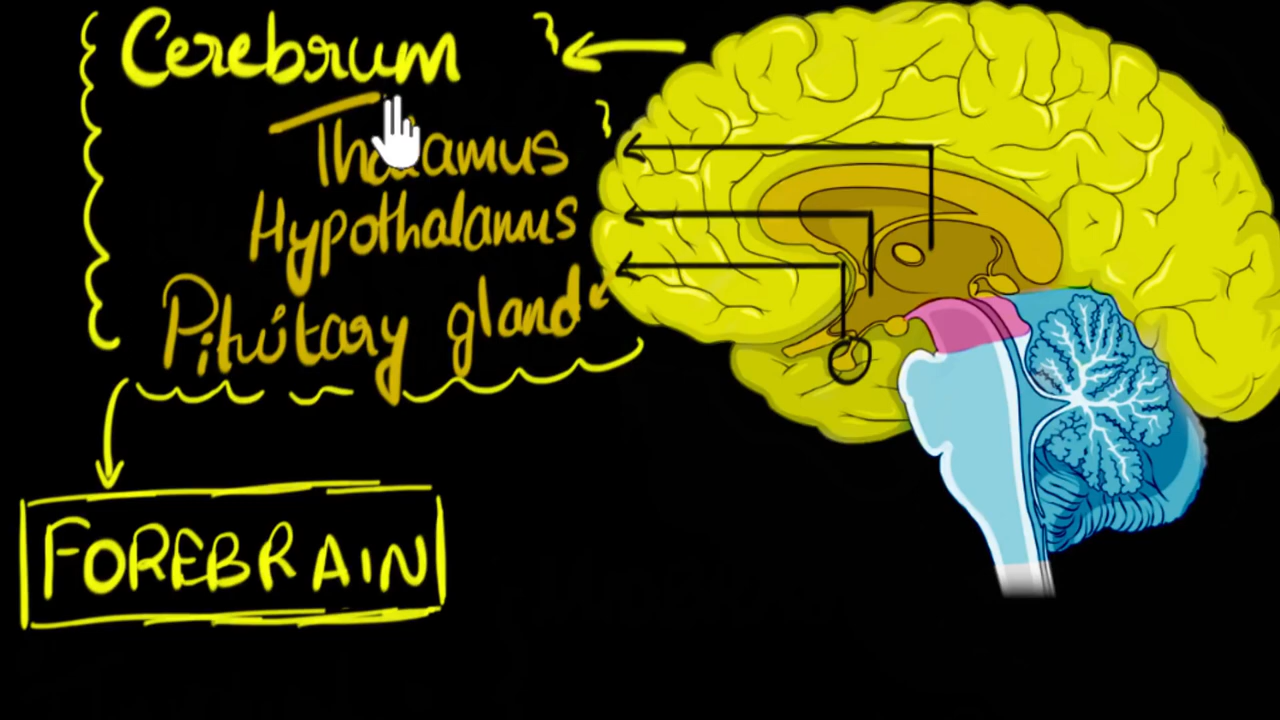 Cerebrum
Thalamus
Hypothalamus
Pituitary gland
FOREBRAIN